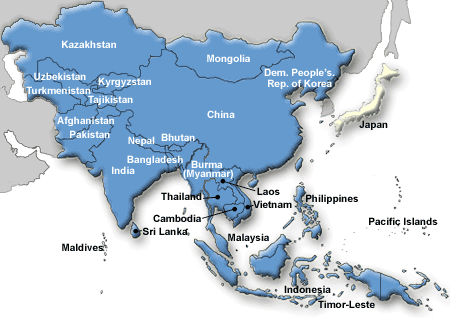 Kazakhstan
Mongolia
Uzbekistan
Kyrgyzstan
Dem. People's.
Rep. of Korea
Turkmenistan
Tajikistan
China
Afghanistan
Japan
Pakistan
Nepal
Bhutan
Bangladesh
Burma
(Myanmar)
India
Laos
Thailand
Vietnam
Philippines
Cambodia
Pacific Islands
Sri Lanka
Malaysia
Maldives
Indonesia
Timor-Leste